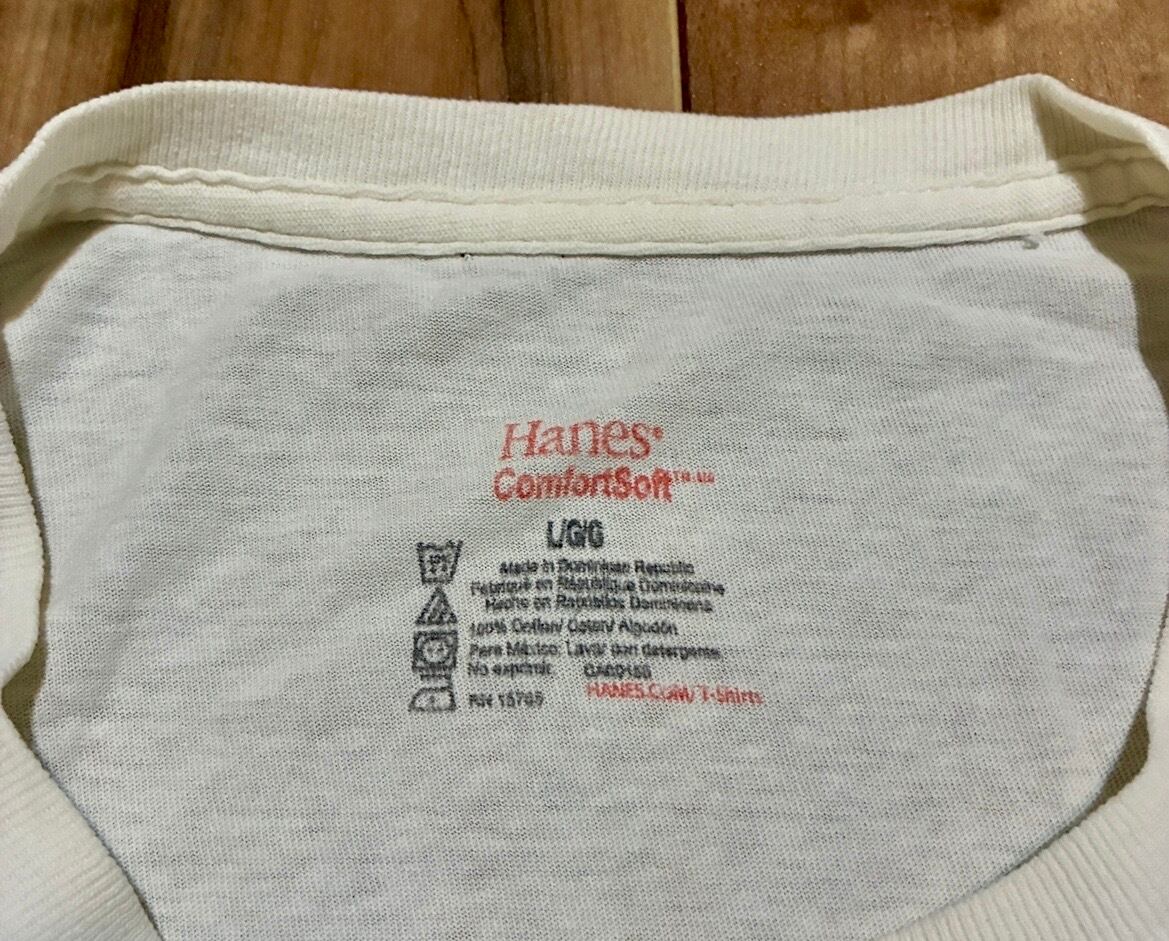 Hanes®
ComfortSoft™
L/G/G
Made in Dominican Republic
Fabriqué en République Dominicaine
Hecho en República Dominicana
100% Cotton/ Coton/ Algodón
Para México: Lavar con detergente.
No exprimir.
RN 15763 HANES.COM/T-Shirts